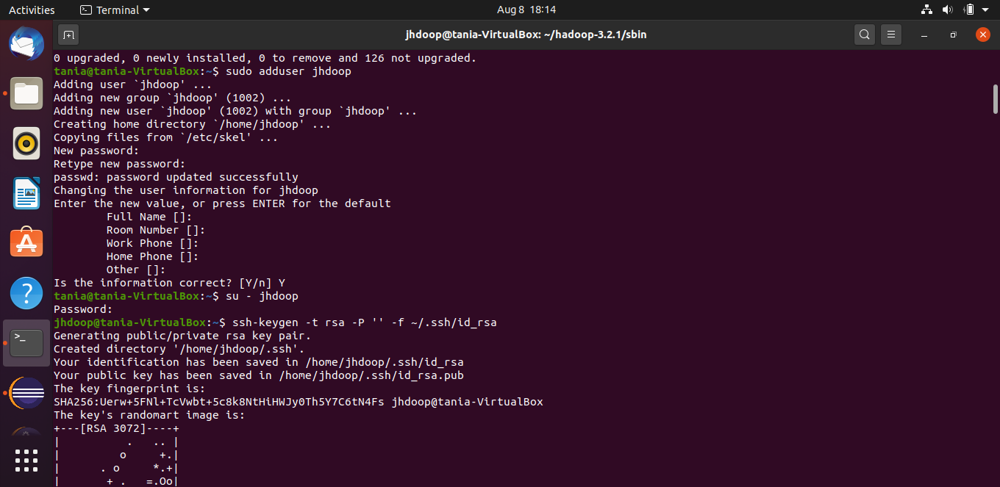 Activities
Terminal
Aug 8 18:14
jhdoop@tania-VirtualBox: ~/hadoop-3.2.1/sbin
0 upgraded, 0 newly installed, 0 to remove and 126 not upgraded.
tania@tania-VirtualBox:~$ sudo adduser jhdoop
Adding user `jhdoop' ...
Adding new group `jhdoop' (1002) ...
Adding new user `jhdoop' (1002) with group `jhdoop' ...
Creating home directory `/home/jhdoop' ...
Copying files from `/etc/skel' ...
New password:
Retype new password:
passwd: password updated successfully
Changing the user information for jhdoop
Enter the new value, or press ENTER for the default
        Full Name []:
        Room Number []:
        Work Phone []:
        Home Phone []:
        Other []:
Is the information correct? [Y/n] Y
tania@tania-VirtualBox:~$ su - jhdoop
Password:
jhdoop@tania-VirtualBox:~$ ssh-keygen -t rsa -P '' -f ~/.ssh/id_rsa
Generating public/private rsa key pair.
Created directory '/home/jhdoop/.ssh'.
Your identification has been saved in /home/jhdoop/.ssh/id_rsa
Your public key has been saved in /home/jhdoop/.ssh/id_rsa.pub
The key fingerprint is:
SHA256:Uerw+5FNl+TcVwbt+5c8k8NtHiHWJy0Th5Y7C6tN4Fs jhdoop@tania-VirtualBox
The key's randomart image is:
+---[RSA 3072]----+
|          .   .. |
|         o     +.|
|      . o     *.+|
|       + .   =.Oo|